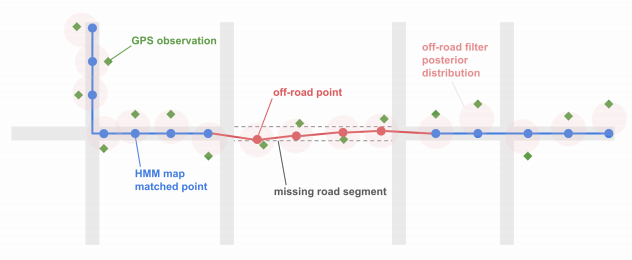 GPS observation
off-road filter
posterior
distribution
off-road point
HMM map
matched point
missing road segment